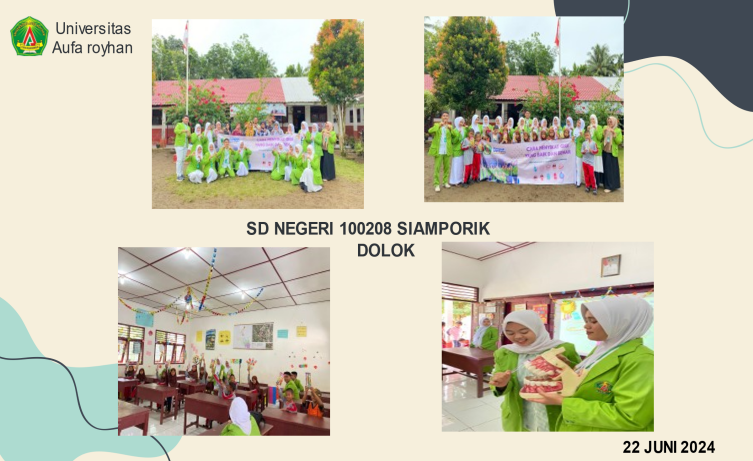 Universitas
Aufa royhan
SD NEGERI 100208 SIAMPORIK
DOLOK
22 JUNI 2024